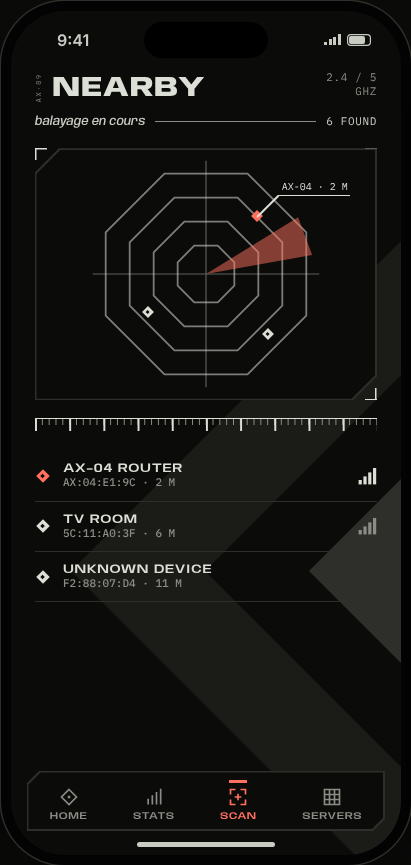 9:41
AX-09
NEARBY
2.4 / 5
GHZ
balayage en cours
6 FOUND
AX-04 · 2 M
AX-04 ROUTER
AX:04:E1:9C · 2 M
TV ROOM
5C:11:A0:3F · 6 M
UNKNOWN DEVICE
F2:88:07:D4 · 11 M
HOME
STATS
SCAN
SERVERS